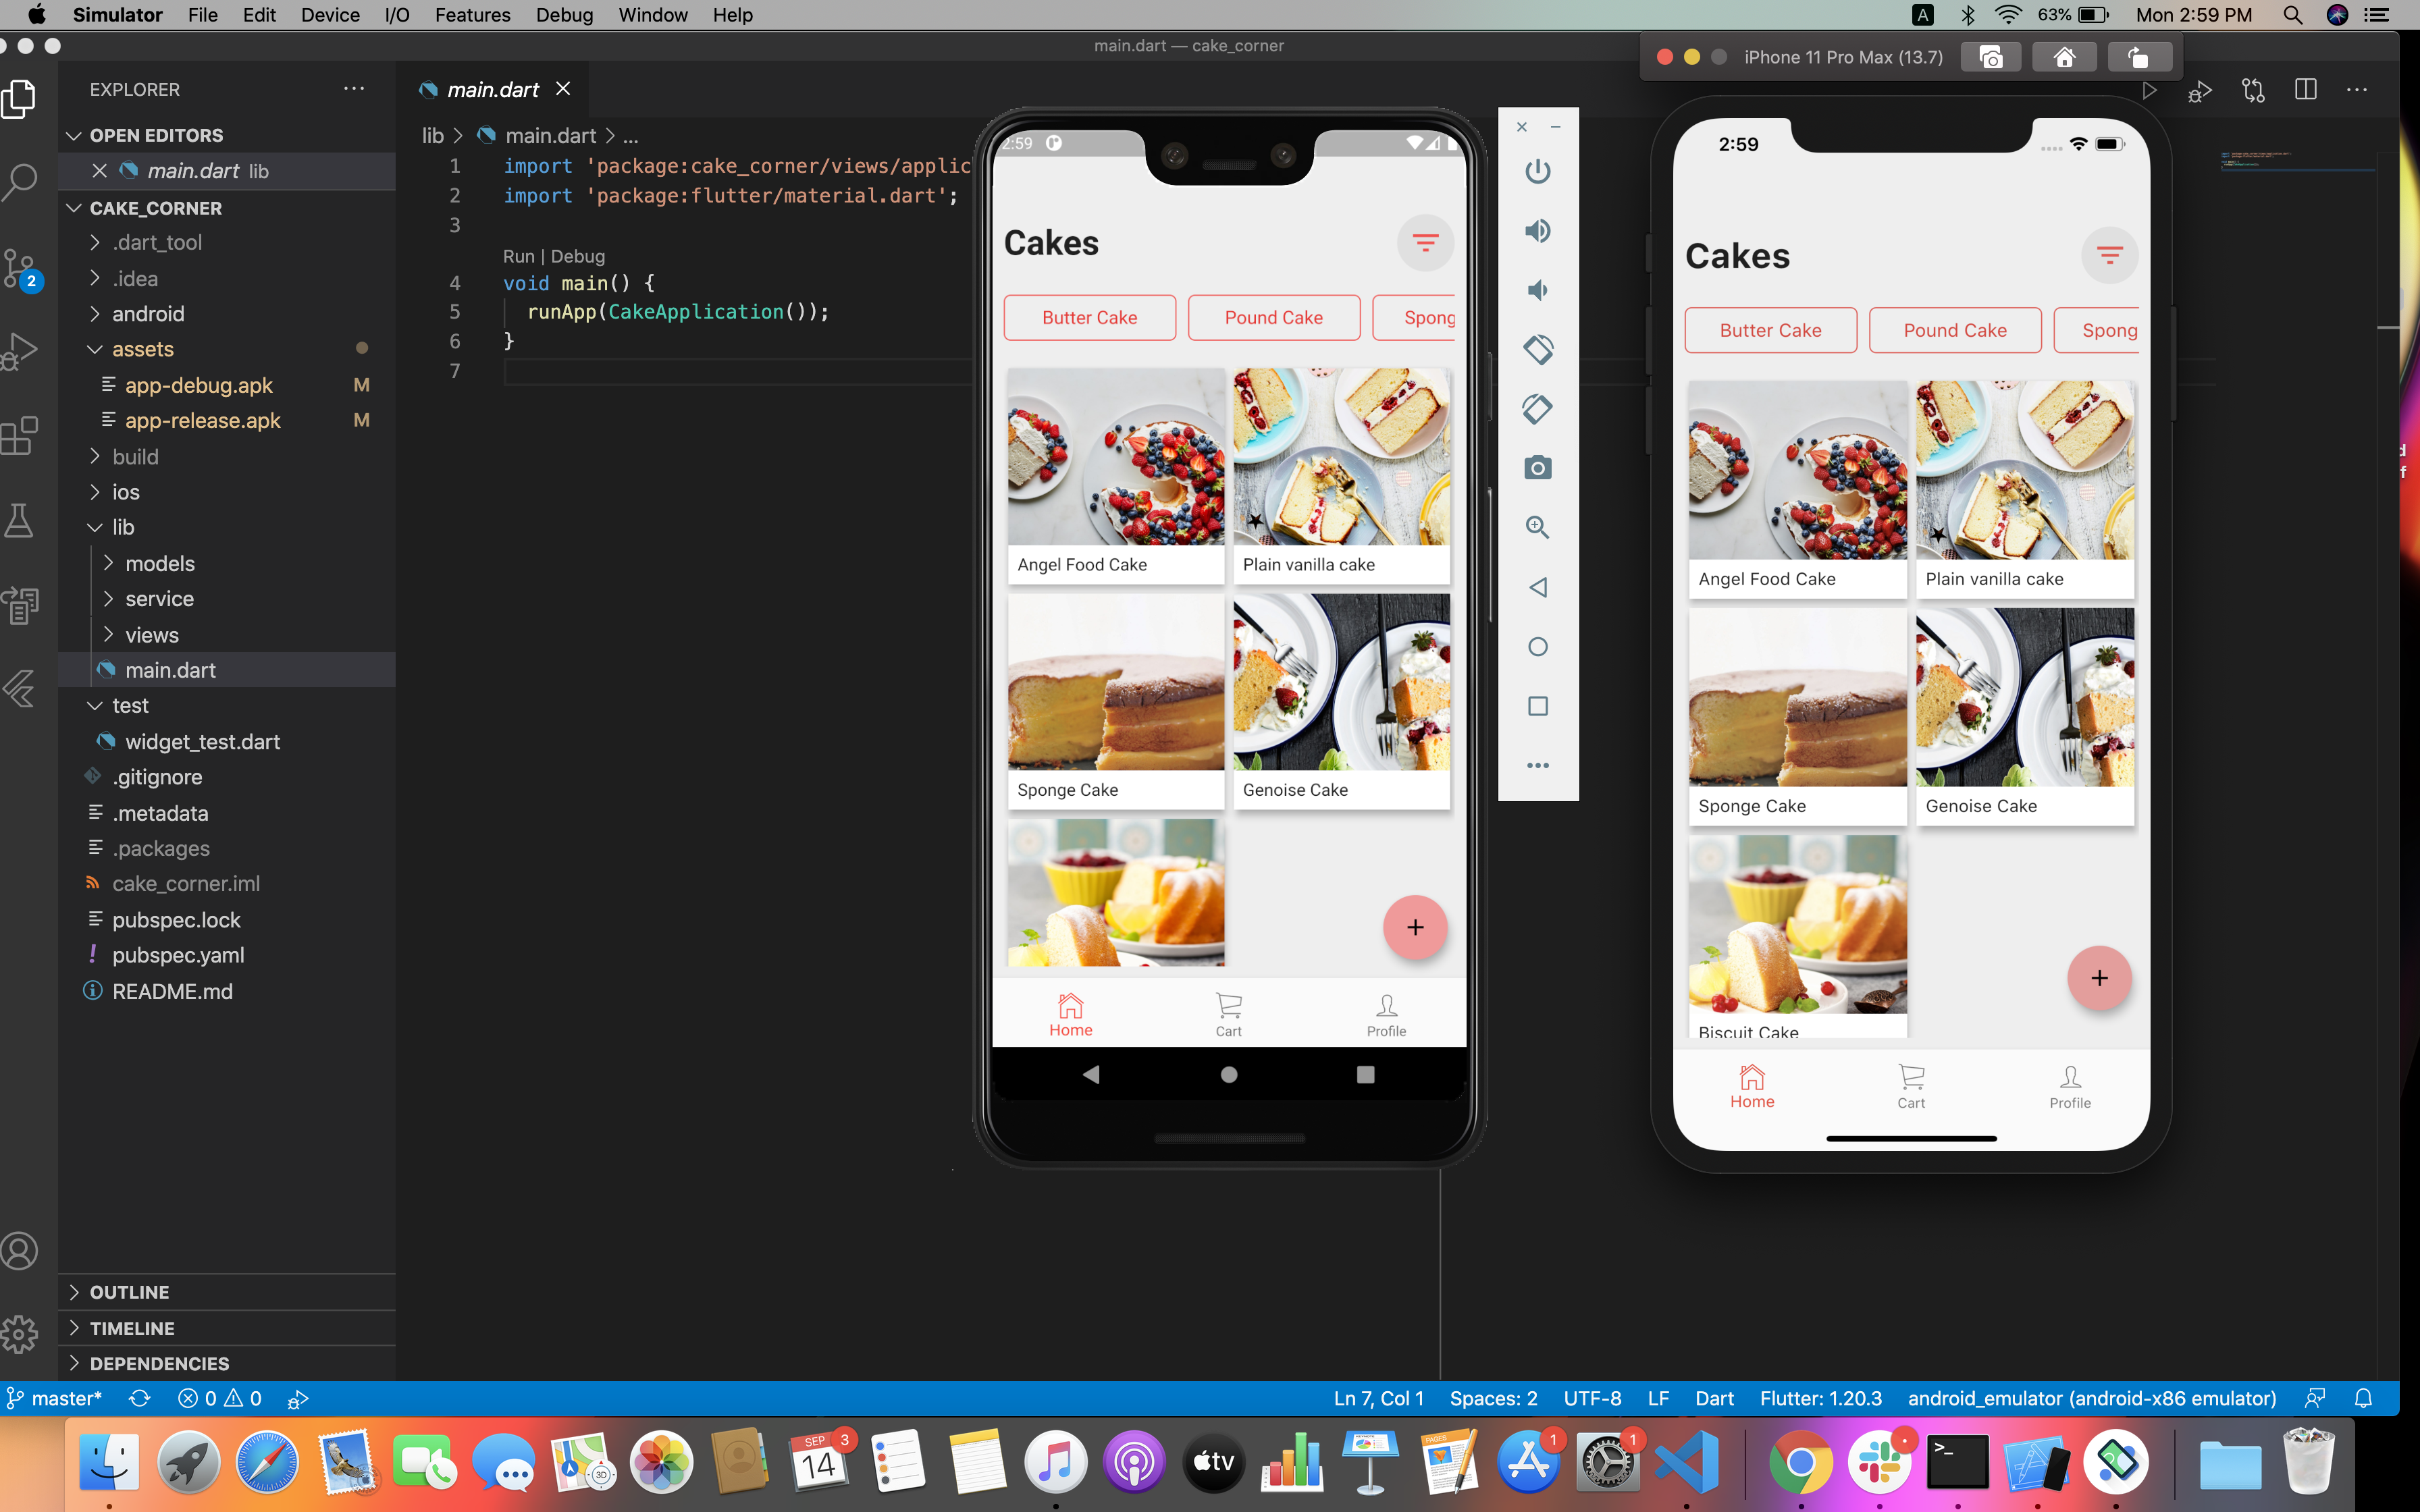 Simulator File Edit Device I/O Features Debug Window Help
A 63% Mon 2:59 PM
main.dart — cake_corner
EXPLORER
OPEN EDITORS
main.dart lib
CAKE_CORNER
.dart_tool
.idea
android
assets
app-debug.apk M
app-release.apk M
build
ios
lib
models
service
views
main.dart
test
widget_test.dart
.gitignore
.metadata
.packages
cake_corner.iml
pubspec.lock
pubspec.yaml
README.md
OUTLINE
TIMELINE
DEPENDENCIES
2
main.dart
lib > main.dart > ...
1 import 'package:cake_corner/views/applic
2 import 'package:flutter/material.dart';
3
Run | Debug
4 void main() {
5 runApp(CakeApplication());
6 }
7
2:59
Cakes
Butter Cake Pound Cake Spong
Angel Food Cake Plain vanilla cake
Sponge Cake Genoise Cake
+
Home Cart Profile
iPhone 11 Pro Max (13.7)
2:59
Cakes
Butter Cake Pound Cake Spong
Angel Food Cake Plain vanilla cake
Sponge Cake Genoise Cake
Biscuit Cake
+
Home Cart Profile
master* 0 0
Ln 7, Col 1 Spaces: 2 UTF-8 LF Dart Flutter: 1.20.3 android_emulator (android-x86 emulator)
3D
SEP 14 3
tv
PAGES
1
1
>_